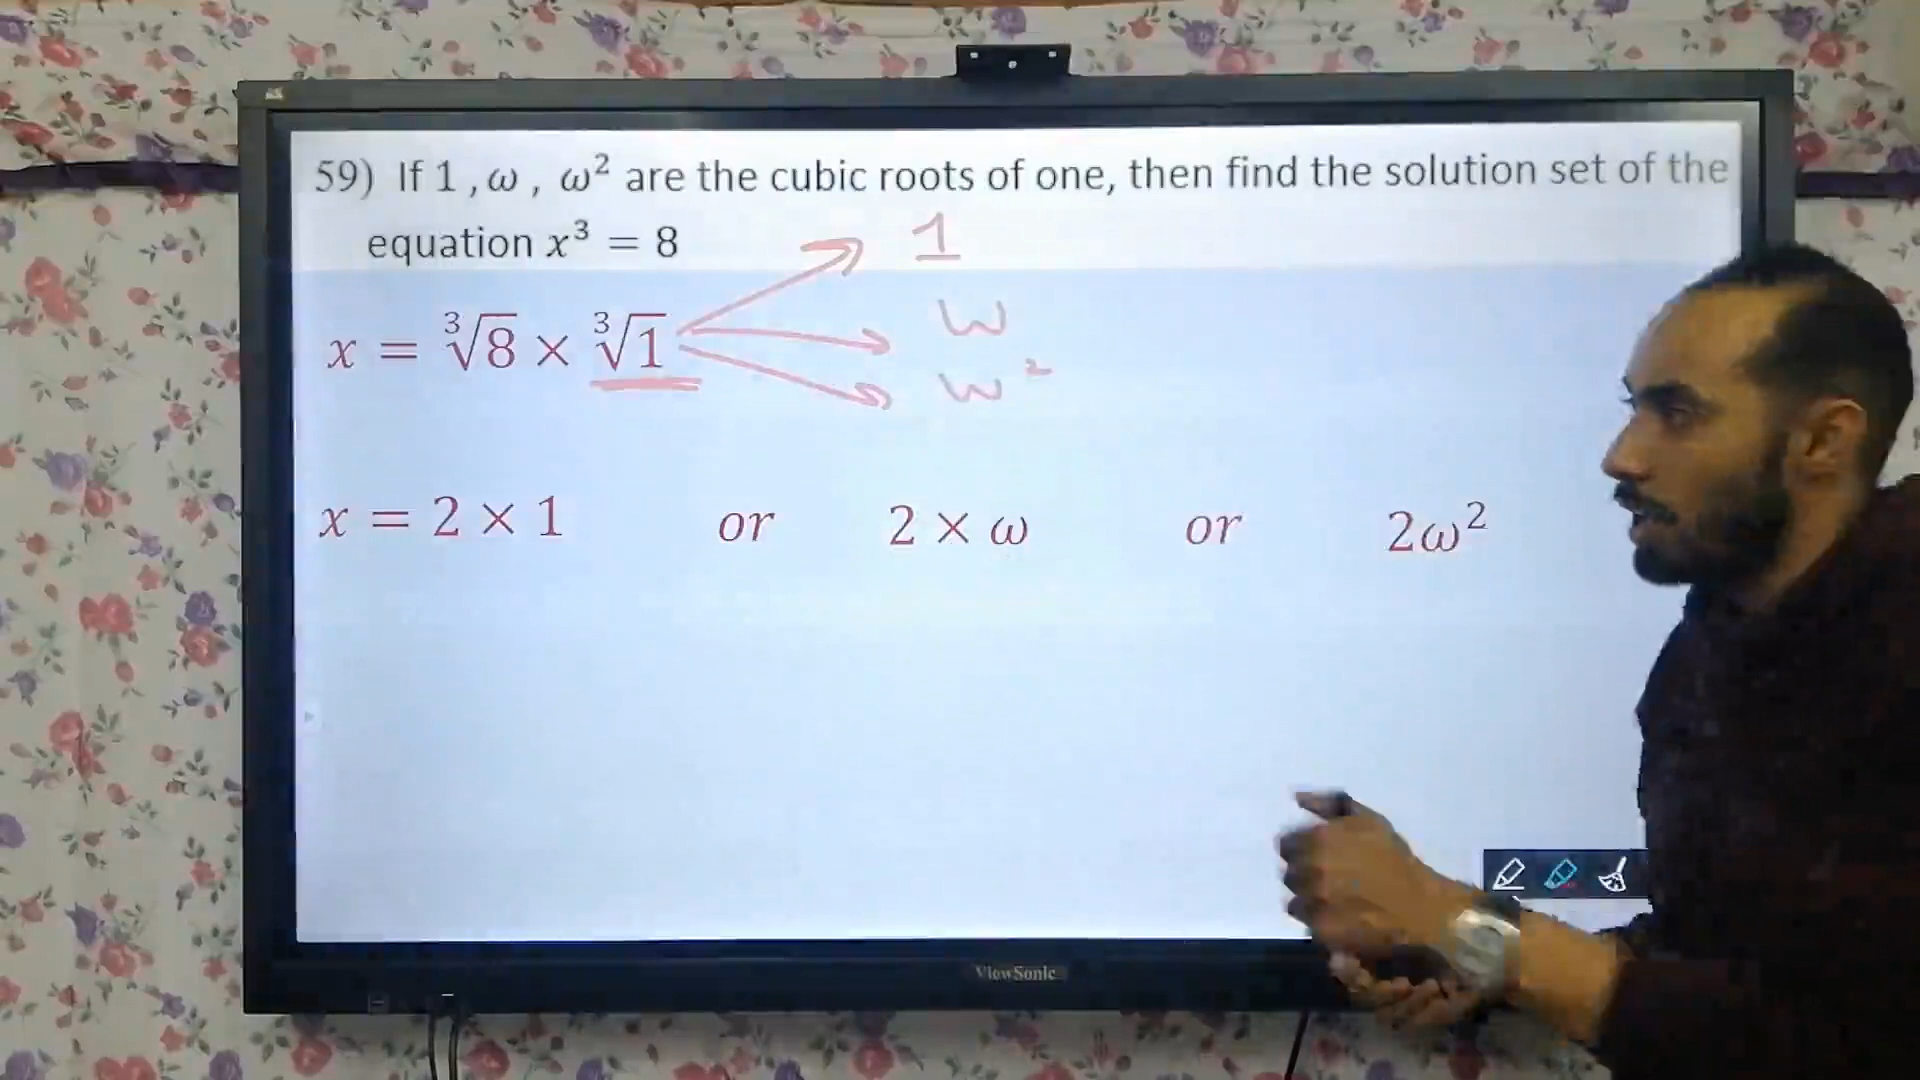 59) If 1 , ω , ω² are the cubic roots of one, then find the solution set of the
equation x³ = 8
1
x = ∛8 × ∛1
w
w²
x = 2 × 1 or 2 × ω or 2ω²
ViewSonic